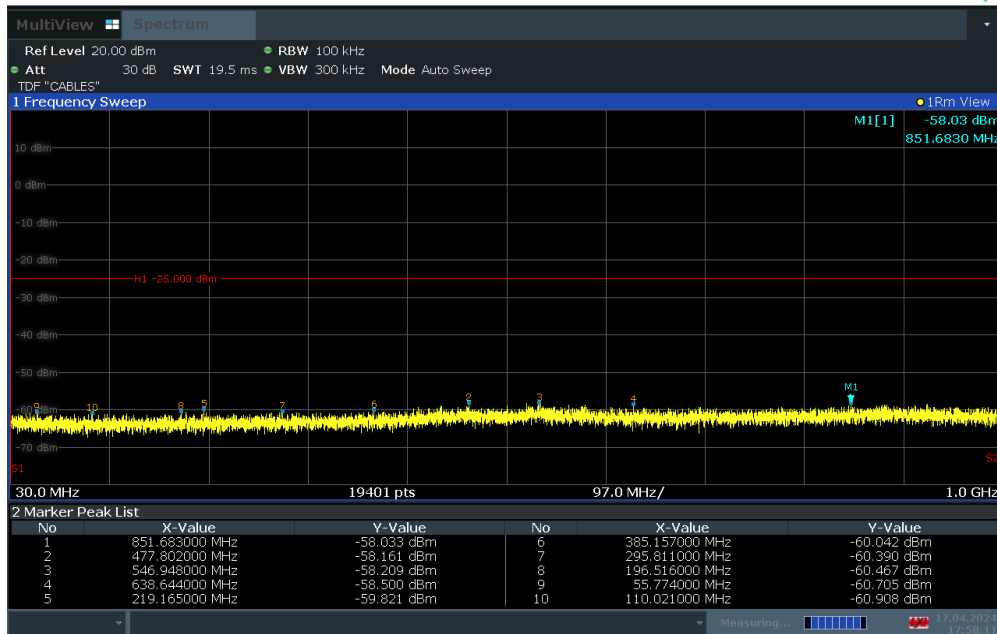 MultiView Spectrum
Ref Level 20.00 dBm RBW 100 kHz
Att 30 dB SWT 19.5 ms VBW 300 kHz Mode Auto Sweep
TDF "CABLES"
1 Frequency Sweep 1Rm View
M1[1] -58.03 dBm
851.6830 MHz
10 dBm
0 dBm
-10 dBm
-20 dBm
H1 -25.000 dBm
-30 dBm
-40 dBm
-50 dBm
M1
9 10 8 5 7 6 2 3 4
-60 dBm
-70 dBm
S1 S2
30.0 MHz 19401 pts 97.0 MHz/ 1.0 GHz
2 Marker Peak List
No X-Value Y-Value No X-Value Y-Value
1 851.683000 MHz -58.033 dBm 6 385.157000 MHz -60.042 dBm
2 477.802000 MHz -58.161 dBm 7 295.811000 MHz -60.390 dBm
3 546.948000 MHz -58.209 dBm 8 196.516000 MHz -60.467 dBm
4 638.644000 MHz -58.500 dBm 9 55.774000 MHz -60.705 dBm
5 219.165000 MHz -59.821 dBm 10 110.021000 MHz -60.908 dBm
Measuring... 17.04.2024
17:58:11